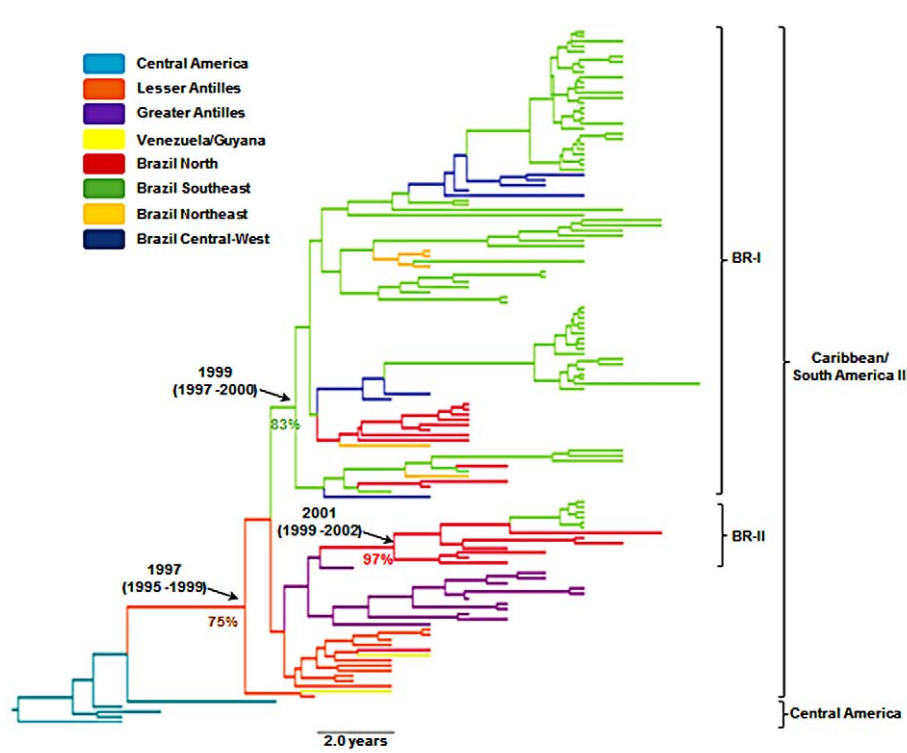 Central America
Lesser Antilles
Greater Antilles
Venezuela/Guyana
Brazil North
Brazil Southeast
Brazil Northeast
Brazil Central-West
BR-I
1999
(1997 -2000)
83%
Caribbean/
South America III
2001
(1999 -2002)
97%
BR-II
1997
(1995 -1999)
75%
Central America
2.0 years